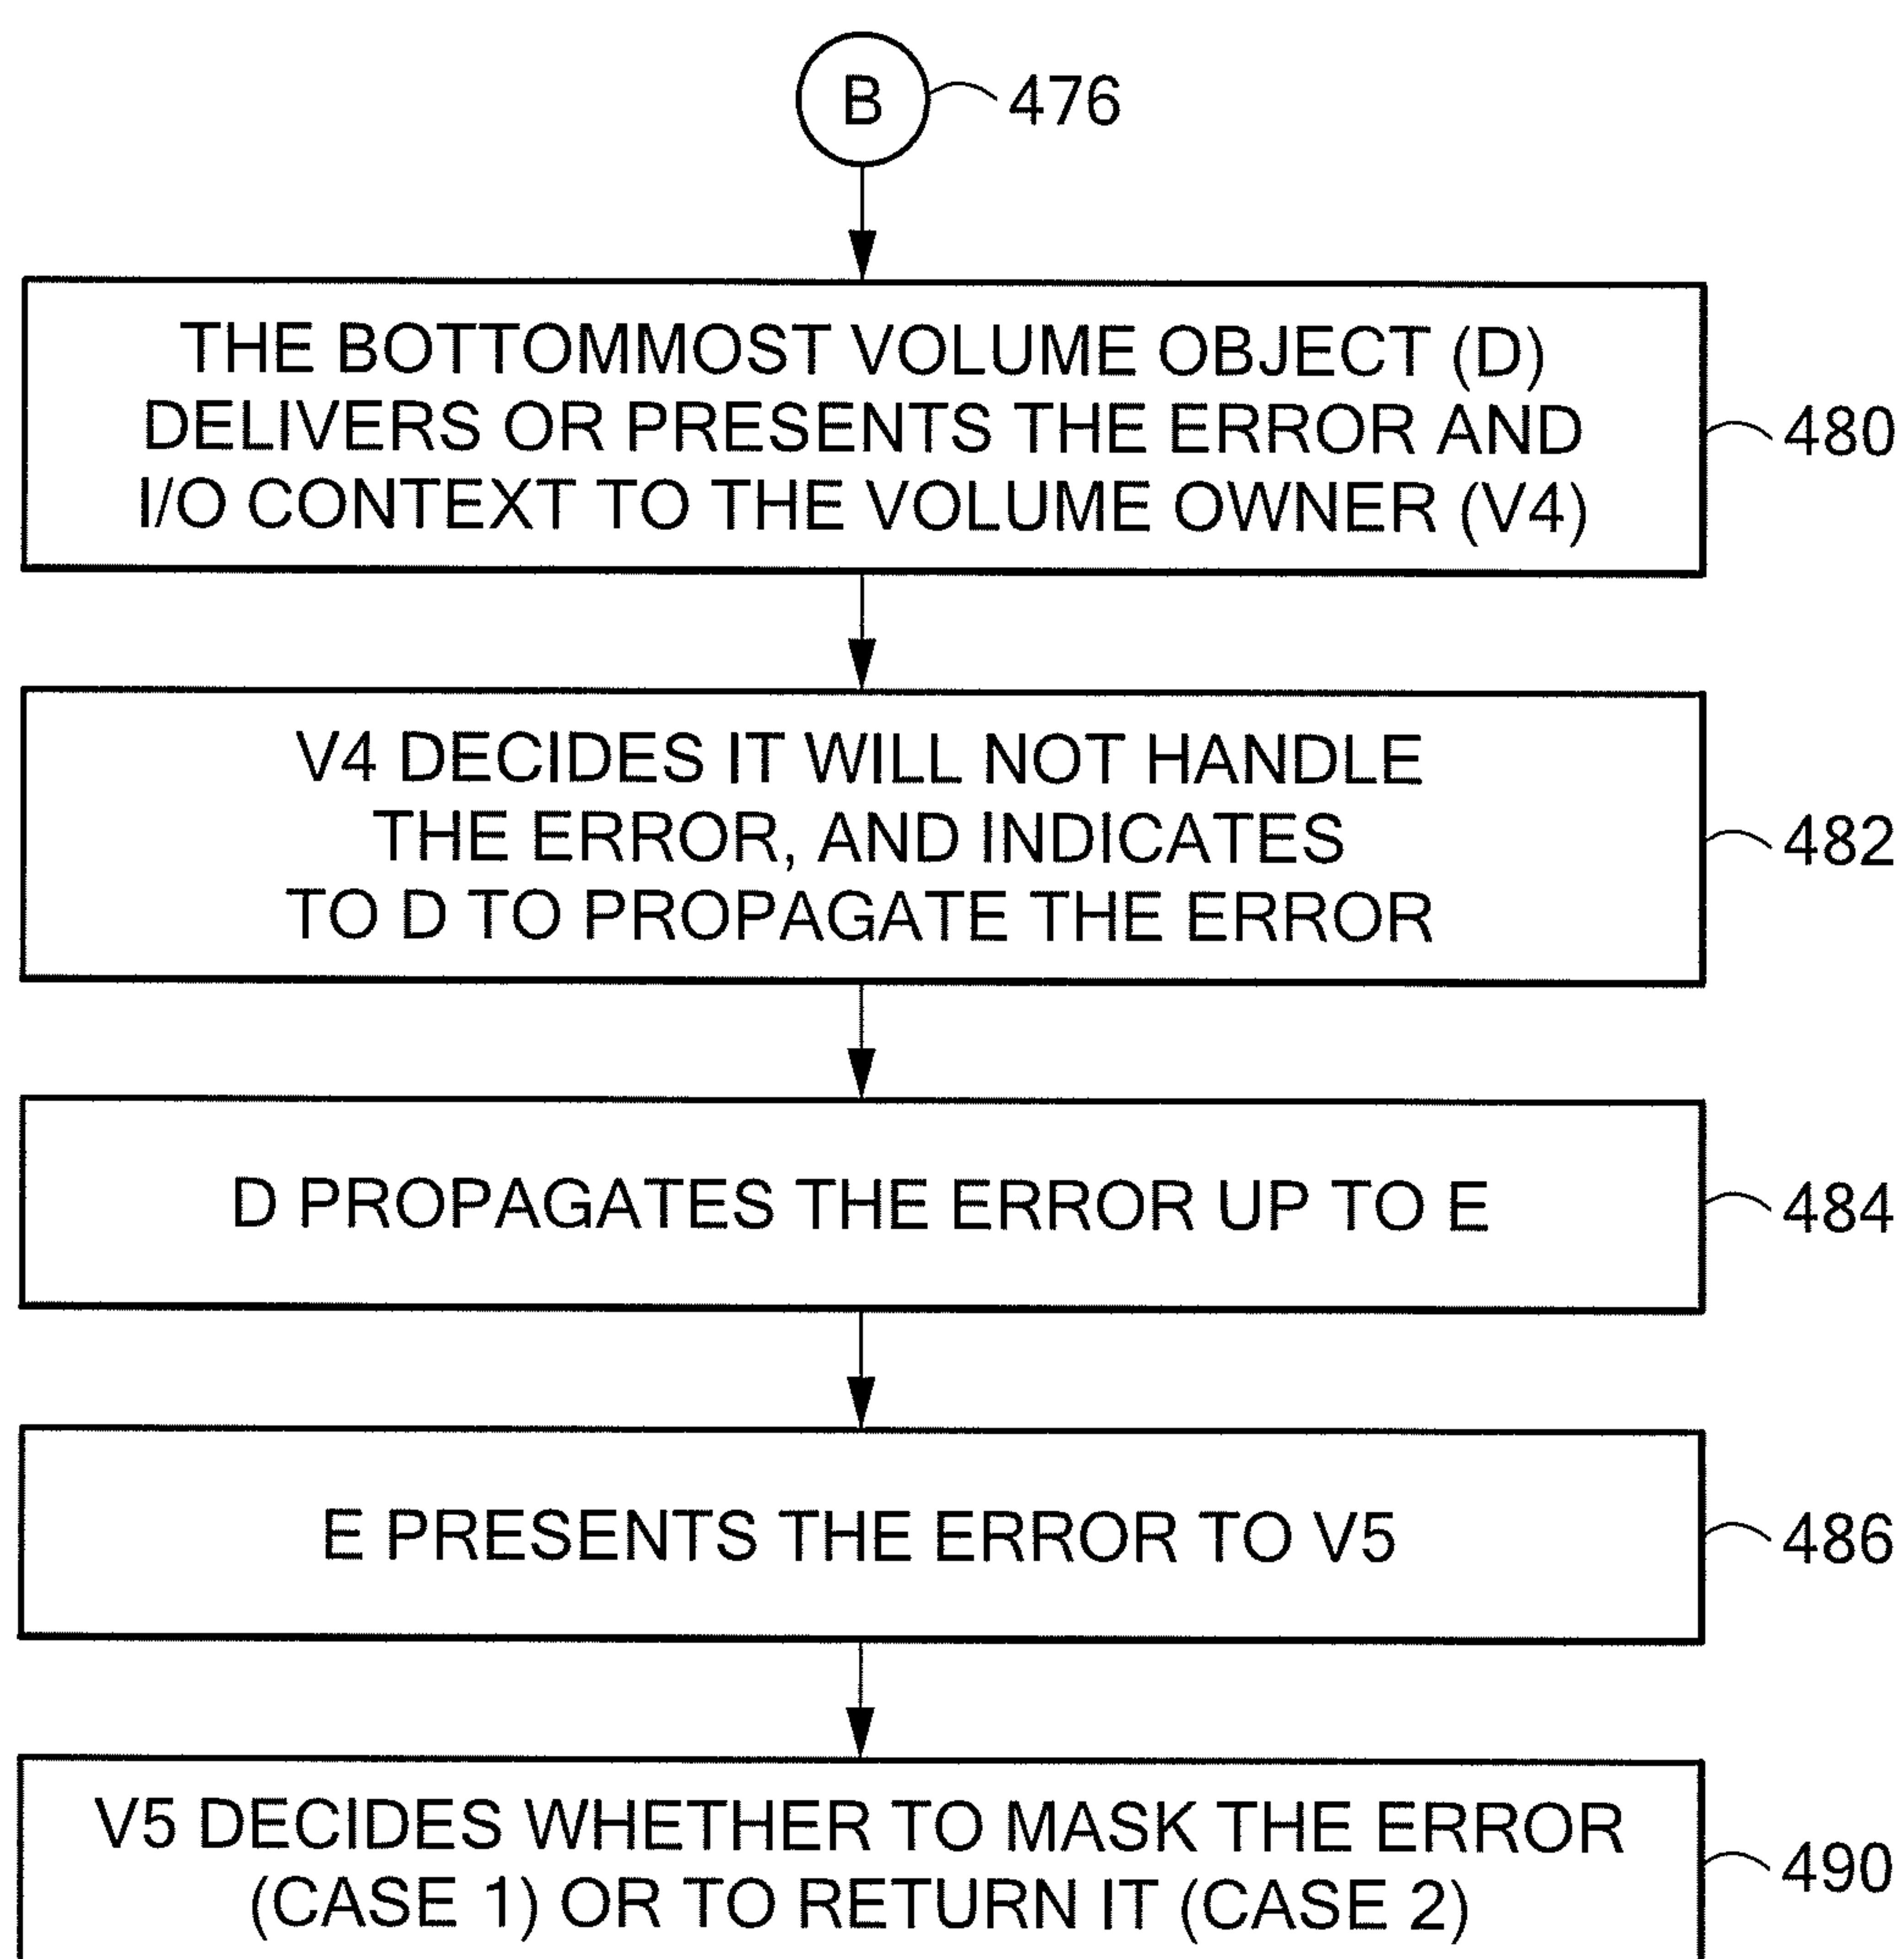 B
476
THE BOTTOMMOST VOLUME OBJECT (D)
DELIVERS OR PRESENTS THE ERROR AND
I/O CONTEXT TO THE VOLUME OWNER (V4)
480
V4 DECIDES IT WILL NOT HANDLE
THE ERROR, AND INDICATES
TO D TO PROPAGATE THE ERROR
482
D PROPAGATES THE ERROR UP TO E
484
E PRESENTS THE ERROR TO V5
486
V5 DECIDES WHETHER TO MASK THE ERROR
(CASE 1) OR TO RETURN IT (CASE 2)
490